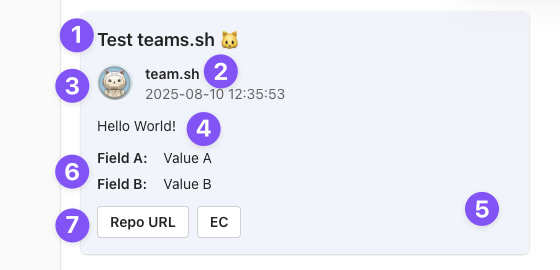 1 Test teams.sh 🐱
team.sh 2
3 2025-08-10 12:35:53
Hello World! 4
Field A: Value A
6
Field B: Value B
5
7 Repo URL EC